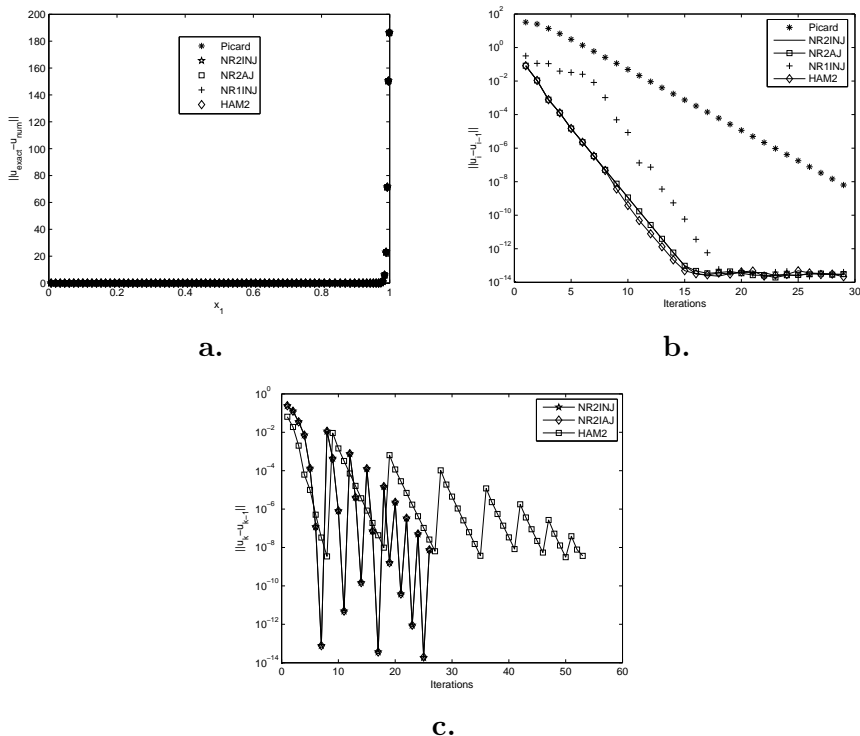 200
180
160
140
120
100
80
60
40
20
0
||u_exact−u_num||
Picard
NR2INJ
NR2AJ
NR1INJ
HAM2
0 0.2 0.4 0.6 0.8 1
x_1
a.
10^2
10^0
10^−2
10^−4
10^−6
10^−8
10^−10
10^−12
10^−14
||u_i−u_{i−1}||
Picard
NR2INJ
NR2AJ
NR1INJ
HAM2
0 5 10 15 20 25 30
Iterations
b.
10^0
10^−2
10^−4
10^−6
10^−8
10^−10
10^−12
10^−14
||u_k−u_{k−1}||
NR2INJ
NR2IAJ
HAM2
0 10 20 30 40 50 60
Iterations
c.